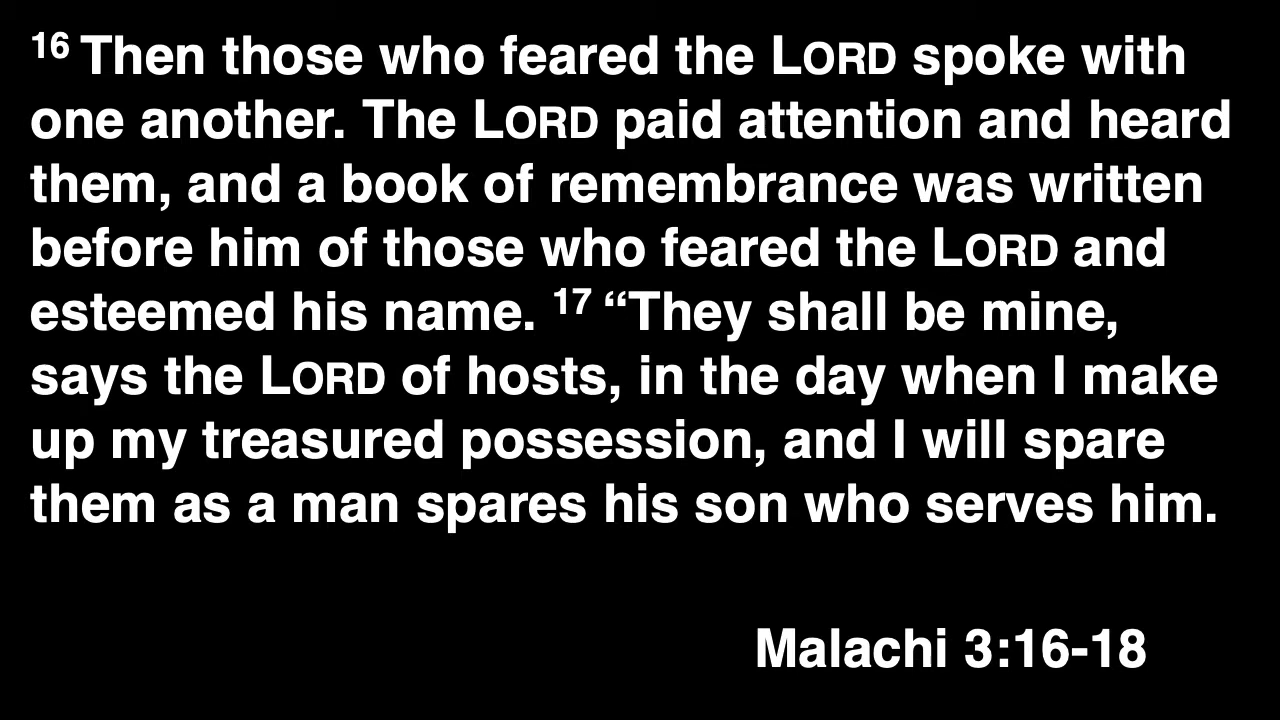 16 Then those who feared the LORD spoke with
one another. The LORD paid attention and heard
them, and a book of remembrance was written
before him of those who feared the LORD and
esteemed his name. 17 “They shall be mine,
says the LORD of hosts, in the day when I make
up my treasured possession, and I will spare
them as a man spares his son who serves him.
Malachi 3:16-18